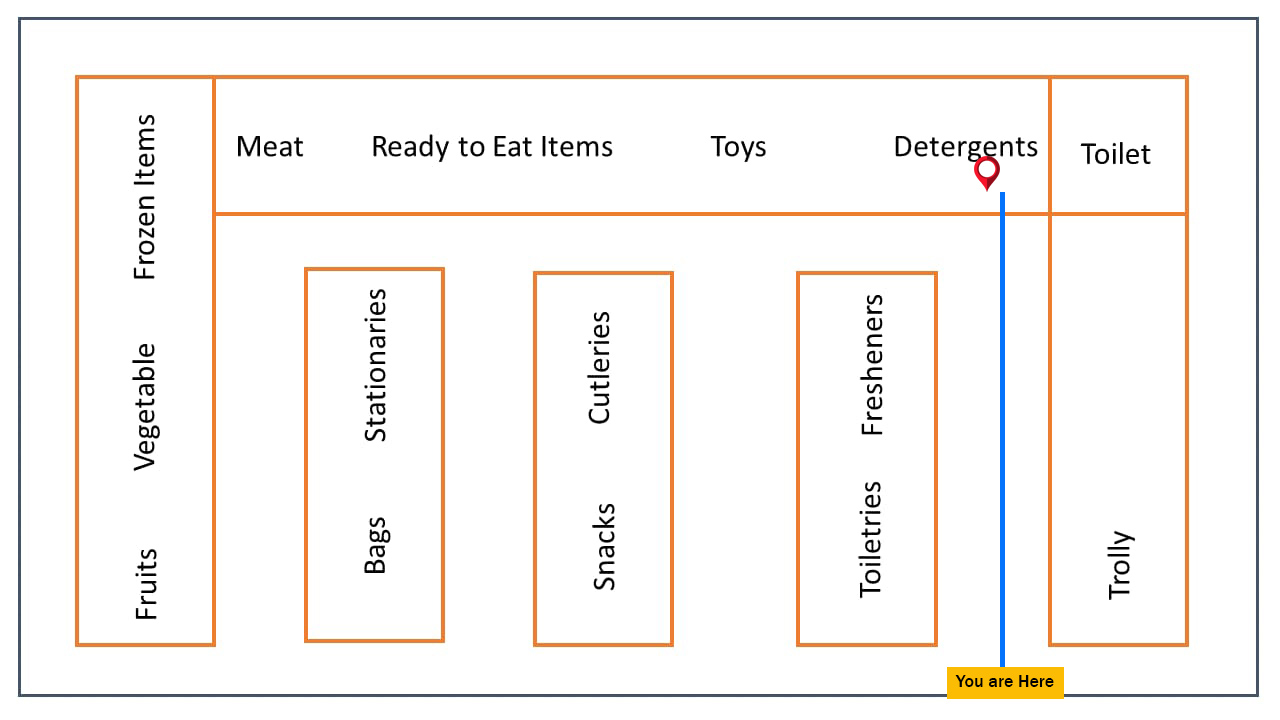 Frozen Items
Vegetable
Fruits
Meat
Ready to Eat Items
Toys
Detergents
Toilet
Stationaries
Bags
Cutleries
Snacks
Fresheners
Toiletries
Trolly
You are Here